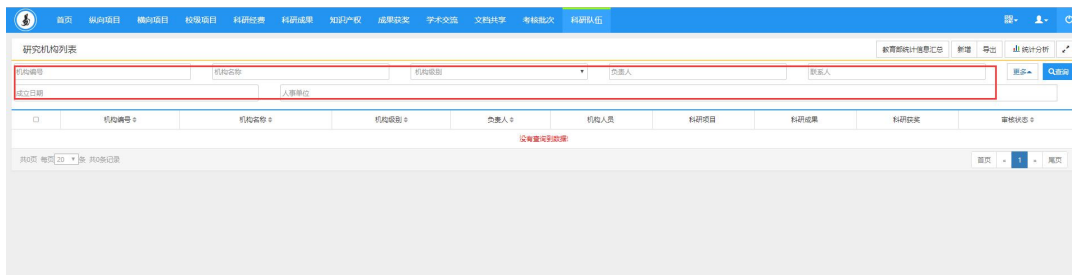 首页 纵向项目 横向项目 校级项目 科研经费 科研成果 知识产权 成果获奖 学术交流 文档共享 考核批次 科研队伍
研究机构列表 教育部统计信息汇总 新增 导出 统计分析
机构编号 机构名称 机构级别 负责人 联系人 更多 查询
成立日期 人事单位
机构编号 机构名称 机构级别 负责人 机构人员 科研项目 科研成果 科研获奖 审核状态
没有查询到数据!
共0页 每页 20 条 共0条记录 首页 « 1 » 尾页